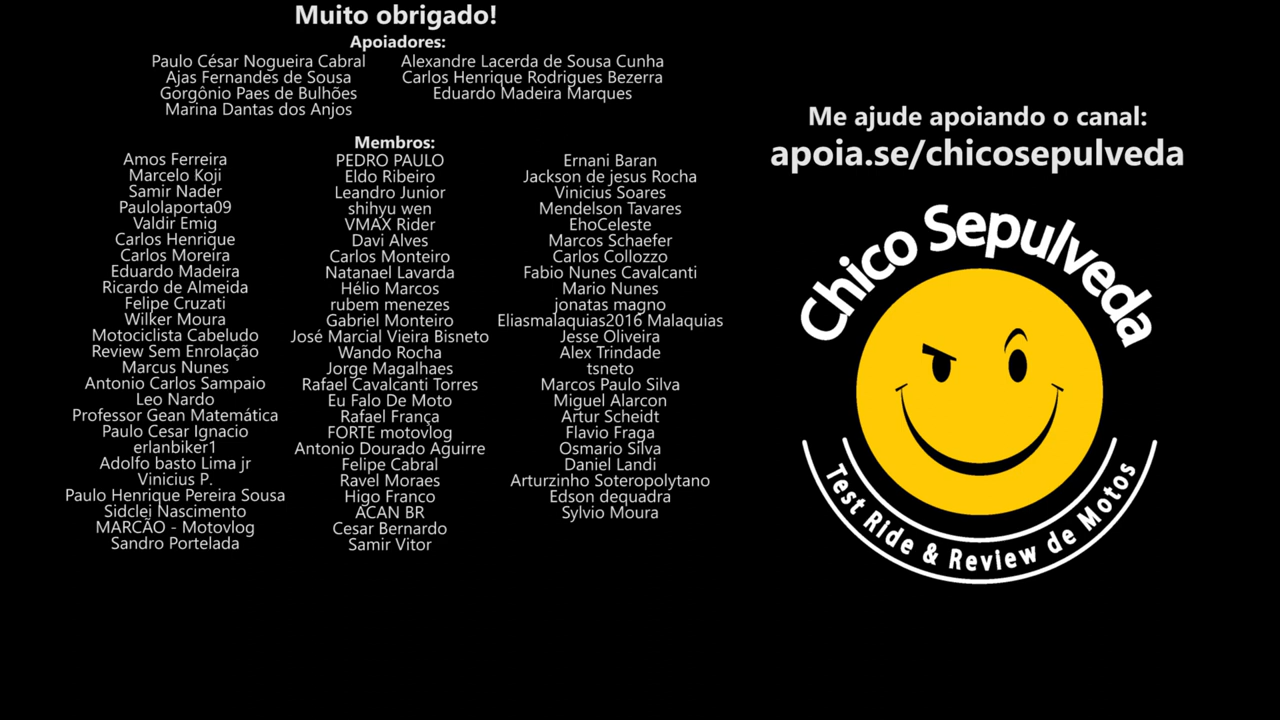 Muito obrigado!
Apoiadores:
Paulo César Nogueira Cabral
Ajas Fernandes de Sousa
Gorgônio Paes de Bulhões
Marina Dantas dos Anjos
Alexandre Lacerda de Sousa Cunha
Carlos Henrique Rodrigues Bezerra
Eduardo Madeira Marques
Membros:
Amos Ferreira
Marcelo Koji
Samir Nader
Paulolaporta09
Valdir Emig
Carlos Henrique
Carlos Moreira
Eduardo Madeira
Ricardo de Almeida
Felipe Cruzati
Wilker Moura
Motociclista Cabeludo
Review Sem Enrolação
Marcus Nunes
Antonio Carlos Sampaio
Leo Nardo
Professor Gean Matemática
Paulo Cesar Ignacio
erlanbiker1
Adolfo basto Lima jr
Vinicius P.
Paulo Henrique Pereira Sousa
Sidclei Nascimento
MARCÃO - Motovlog
Sandro Portelada
PEDRO PAULO
Eldo Ribeiro
Leandro Junior
shihyu wen
VMAX Rider
Davi Alves
Carlos Monteiro
Natanael Lavarda
Hélio Marcos
rubem menezes
Gabriel Monteiro
José Marcial Vieira Bisneto
Wando Rocha
Jorge Magalhaes
Rafael Cavalcanti Torres
Eu Falo De Moto
Rafael França
FORTE motovlog
Antonio Dourado Aguirre
Felipe Cabral
Ravel Moraes
Higo Franco
ACAN BR
Cesar Bernardo
Samir Vitor
Ernani Baran
Jackson de jesus Rocha
Vinicius Soares
Mendelson Tavares
EhoCeleste
Marcos Schaefer
Carlos Collozzo
Fabio Nunes Cavalcanti
Mario Nunes
jonatas magno
Eliasmalaquias2016 Malaquias
Jesse Oliveira
Alex Trindade
tsneto
Marcos Paulo Silva
Miguel Alarcon
Artur Scheidt
Flavio Fraga
Osmario Silva
Daniel Landi
Arturzinho Soteropolytano
Edson dequadra
Sylvio Moura
Me ajude apoiando o canal:
apoia.se/chicosepulveda
Chico Sepulveda
Test Ride & Review de Motos